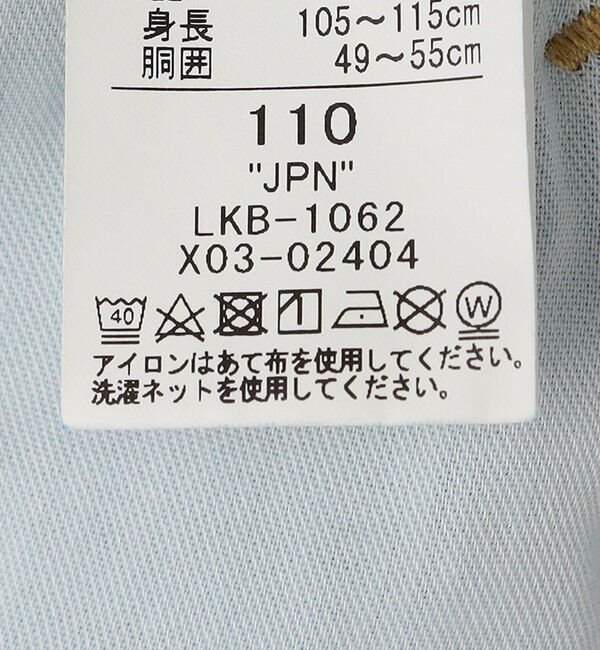 身長 105～115cm
胴囲 49～55cm
110
"JPN"
LKB-1062
X03-02404
40 W
アイロンはあて布を使用してください。
洗濯ネットを使用してください。